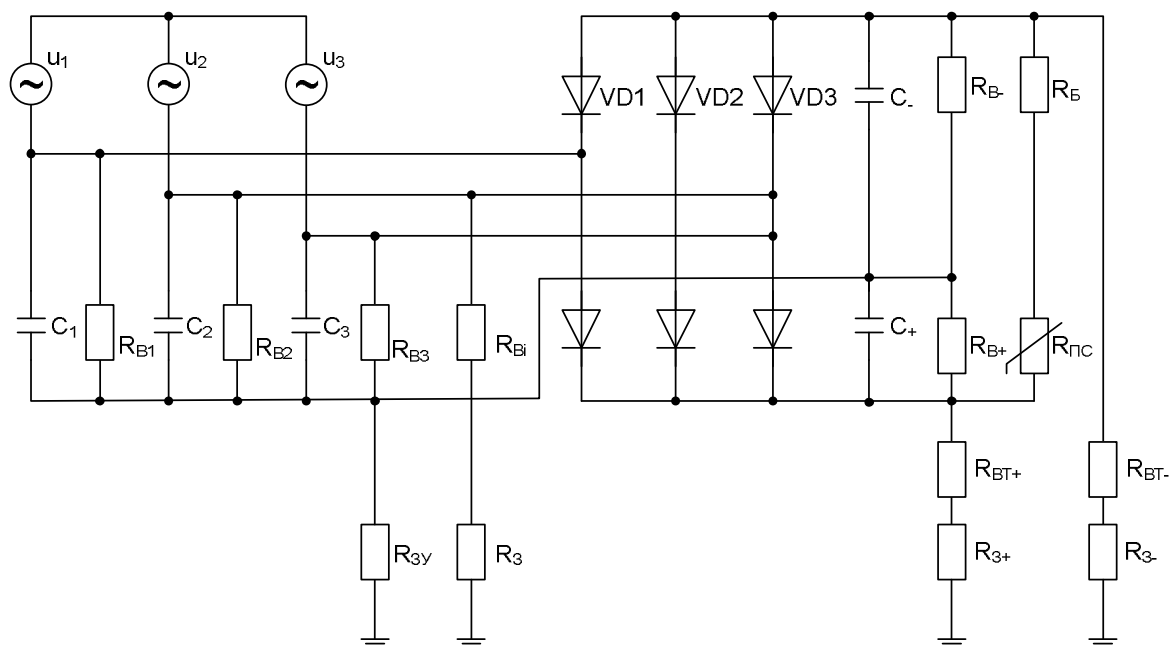 u1
u2
u3
VD1
VD2
VD3
C-
RВ-
RБ
C1
RВ1
C2
RВ2
C3
RВ3
RВi
C+
RВ+
RПС
RВТ+
RВТ-
RЗУ
RЗ
RЗ+
RЗ-